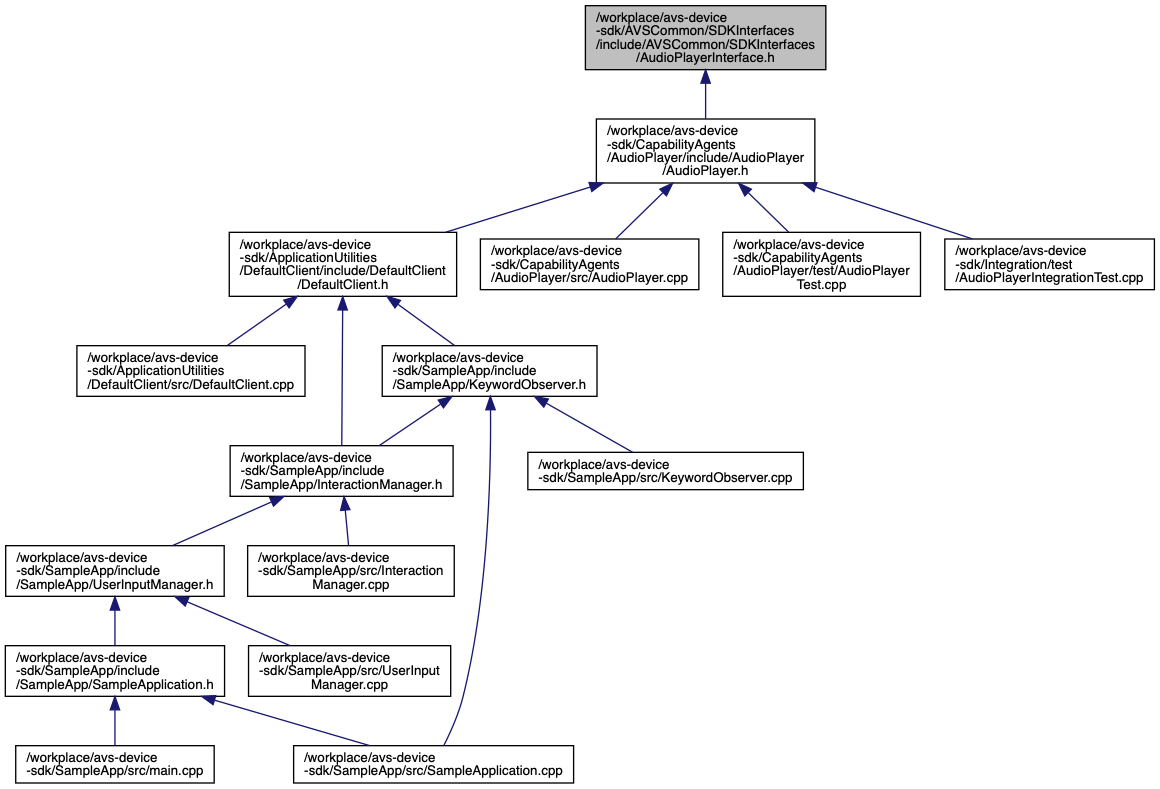 /workplace/avs-device
-sdk/AVSCommon/SDKInterfaces
/include/AVSCommon/SDKInterfaces
/AudioPlayerInterface.h
/workplace/avs-device
-sdk/CapabilityAgents
/AudioPlayer/include/AudioPlayer
/AudioPlayer.h
/workplace/avs-device
-sdk/ApplicationUtilities
/DefaultClient/include/DefaultClient
/DefaultClient.h
/workplace/avs-device
-sdk/CapabilityAgents
/AudioPlayer/src/AudioPlayer.cpp
/workplace/avs-device
-sdk/CapabilityAgents
/AudioPlayer/test/AudioPlayer
Test.cpp
/workplace/avs-device
-sdk/Integration/test
/AudioPlayerIntegrationTest.cpp
/workplace/avs-device
-sdk/ApplicationUtilities
/DefaultClient/src/DefaultClient.cpp
/workplace/avs-device
-sdk/SampleApp/include
/SampleApp/KeywordObserver.h
/workplace/avs-device
-sdk/SampleApp/include
/SampleApp/InteractionManager.h
/workplace/avs-device
-sdk/SampleApp/src/KeywordObserver.cpp
/workplace/avs-device
-sdk/SampleApp/include
/SampleApp/UserInputManager.h
/workplace/avs-device
-sdk/SampleApp/src/Interaction
Manager.cpp
/workplace/avs-device
-sdk/SampleApp/include
/SampleApp/SampleApplication.h
/workplace/avs-device
-sdk/SampleApp/src/UserInput
Manager.cpp
/workplace/avs-device
-sdk/SampleApp/src/main.cpp
/workplace/avs-device
-sdk/SampleApp/src/SampleApplication.cpp